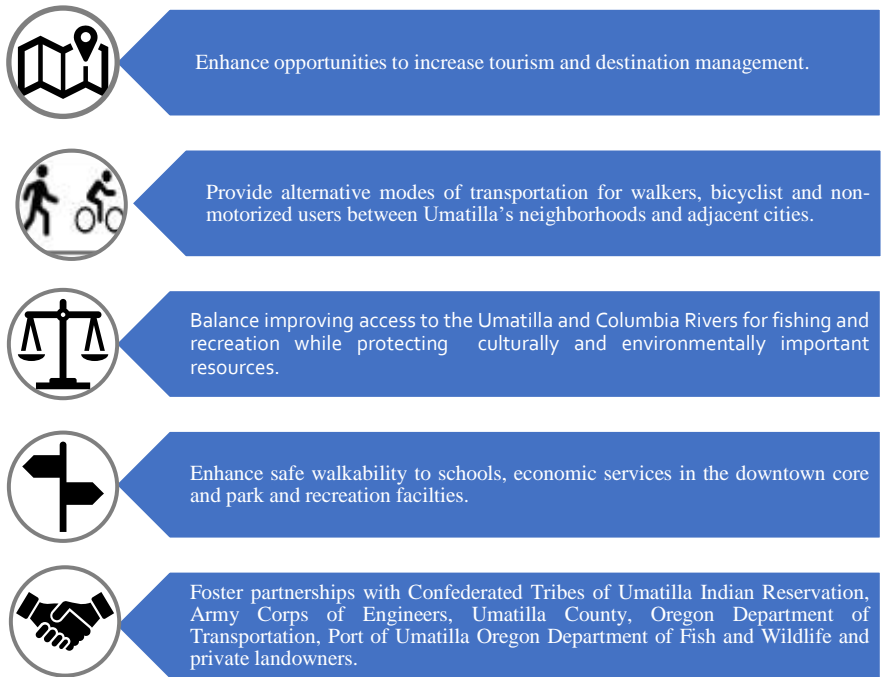 Enhance opportunities to increase tourism and destination management.
Provide alternative modes of transportation for walkers, bicyclist and non-
motorized users between Umatilla’s neighborhoods and adjacent cities.
Balance improving access to the Umatilla and Columbia Rivers for fishing and
recreation while protecting culturally and environmentally important
resources.
Enhance safe walkability to schools, economic services in the downtown core
and park and recreation facilties.
Foster partnerships with Confederated Tribes of Umatilla Indian Reservation,
Army Corps of Engineers, Umatilla County, Oregon Department of
Transportation, Port of Umatilla Oregon Department of Fish and Wildlife and
private landowners.